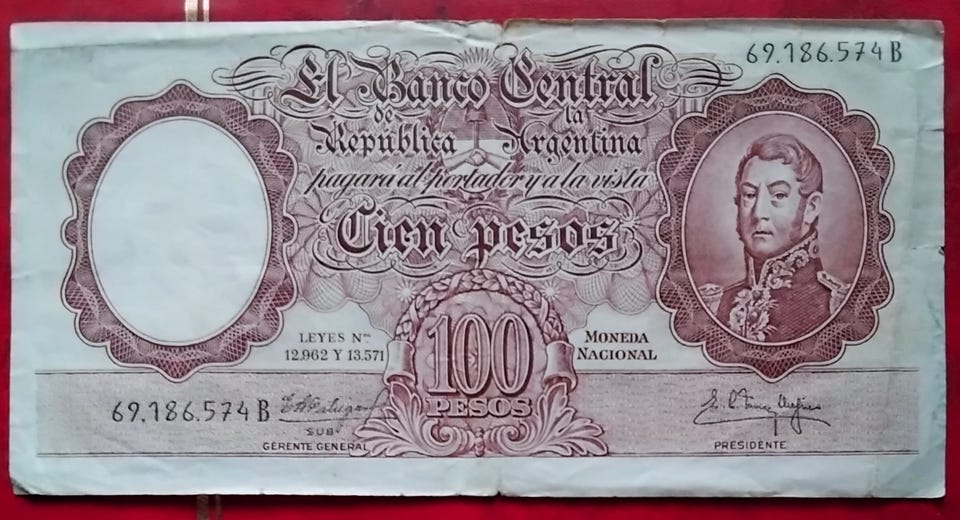 69.186.574 B
El Banco Central
de la
República Argentina
pagará al portador y a la vista
Cien pesos
LEYES Nos.
12.962 Y 13.571
100
PESOS
MONEDA
NACIONAL
69.186.574 B
SUB-
GERENTE GENERAL
PRESIDENTE